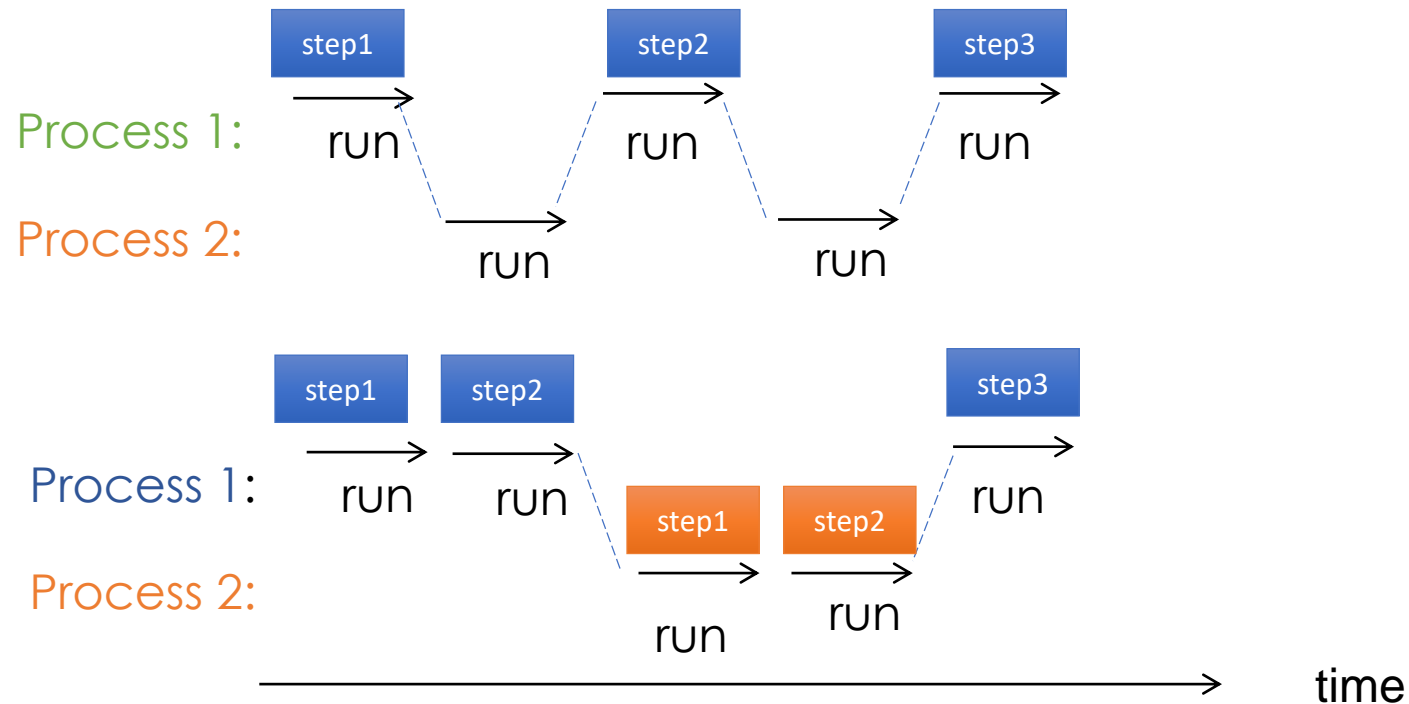 step1 step2 step3
Process 1: run run run
Process 2: run run
step1 step2 step3
Process 1: run run run
step1 step2
Process 2: run run
time